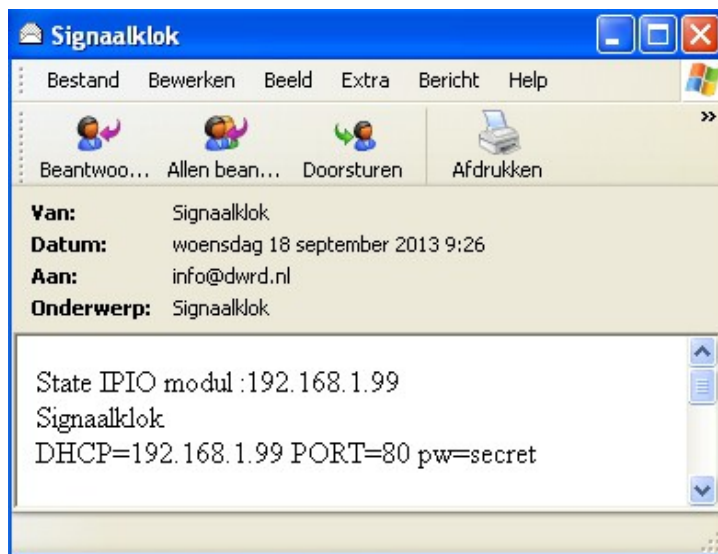 Signaalklok
Bestand Bewerken Beeld Extra Bericht Help
»
Beantwoo... Allen bean... Doorsturen Afdrukken
Van: Signaalklok
Datum: woensdag 18 september 2013 9:26
Aan: info@dwrd.nl
Onderwerp: Signaalklok
State IPIO modul :192.168.1.99
Signaalklok
DHCP=192.168.1.99 PORT=80 pw=secret